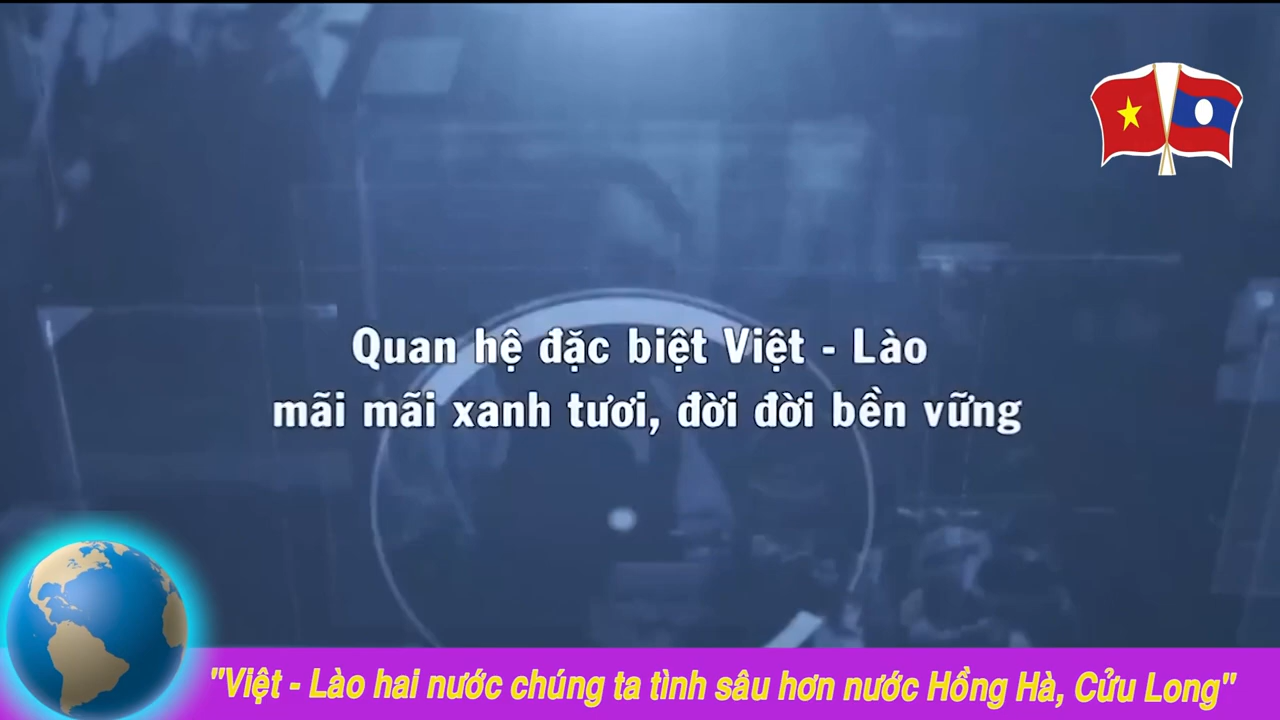 Quan hệ đặc biệt Việt - Lào
mãi mãi xanh tươi, đời đời bền vững
"Việt - Lào hai nước chúng ta tình sâu hơn nước Hồng Hà, Cửu Long"